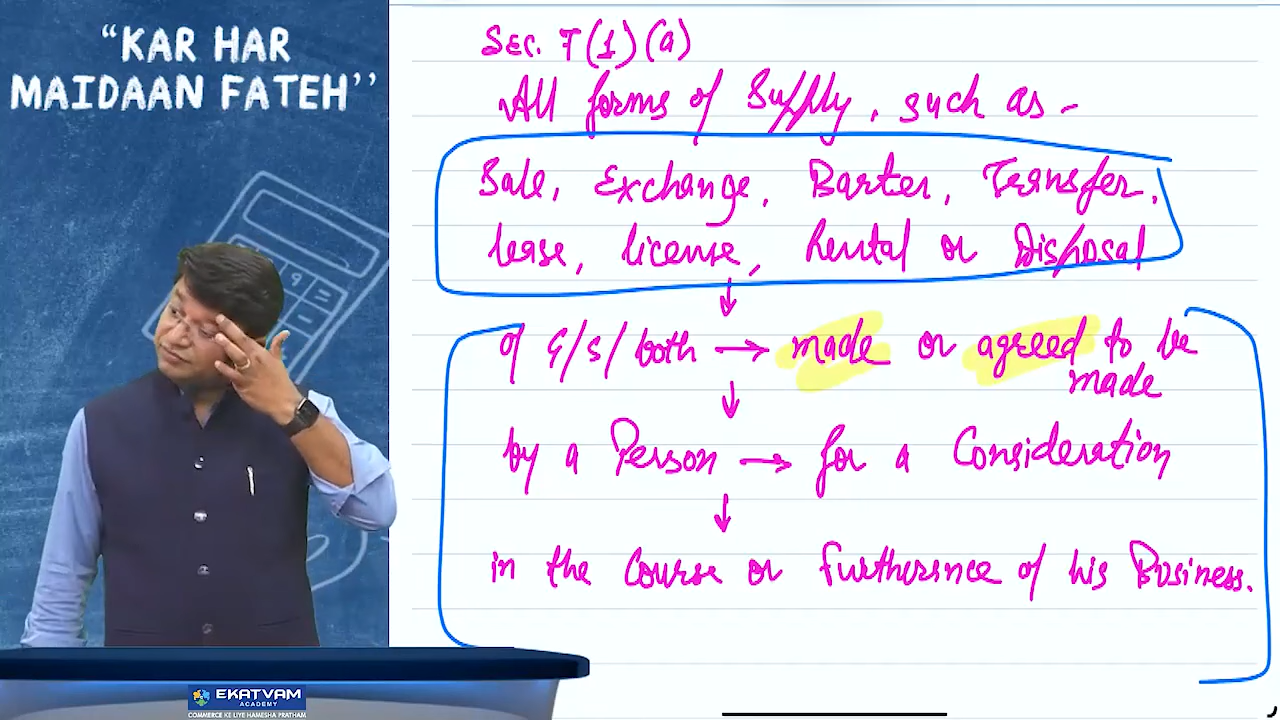 “KAR HAR
MAIDAAN FATEH’’
SEC. 7(1)(a)
All forms of Supply, such as -
Sale, Exchange, Barter, Transfer,
lease, license, Rental or Disposal
of G/S/both → made or agreed to be
made
by a Person → for a Consideration
in the Course or furtherence of his Business.
EKATVAM
ACADEMY
COMMERCE KE LIYE HAMESHA PRATHAM